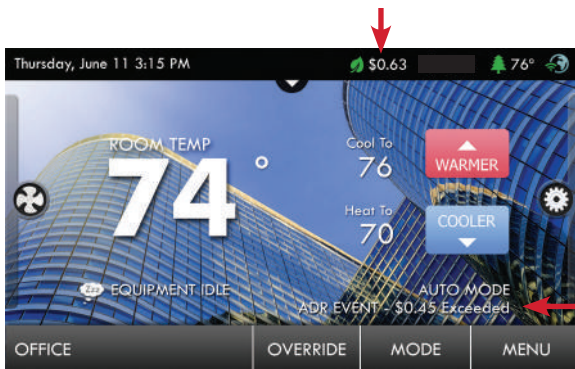 Thursday, June 11 3:15 PM $0.63 76°
ROOM TEMP
74°
Cool To
76
WARMER
Heat To
70
COOLER
Zzz EQUIPMENT IDLE
AUTO MODE
ADR EVENT - $0.45 Exceeded
OFFICE OVERRIDE MODE MENU